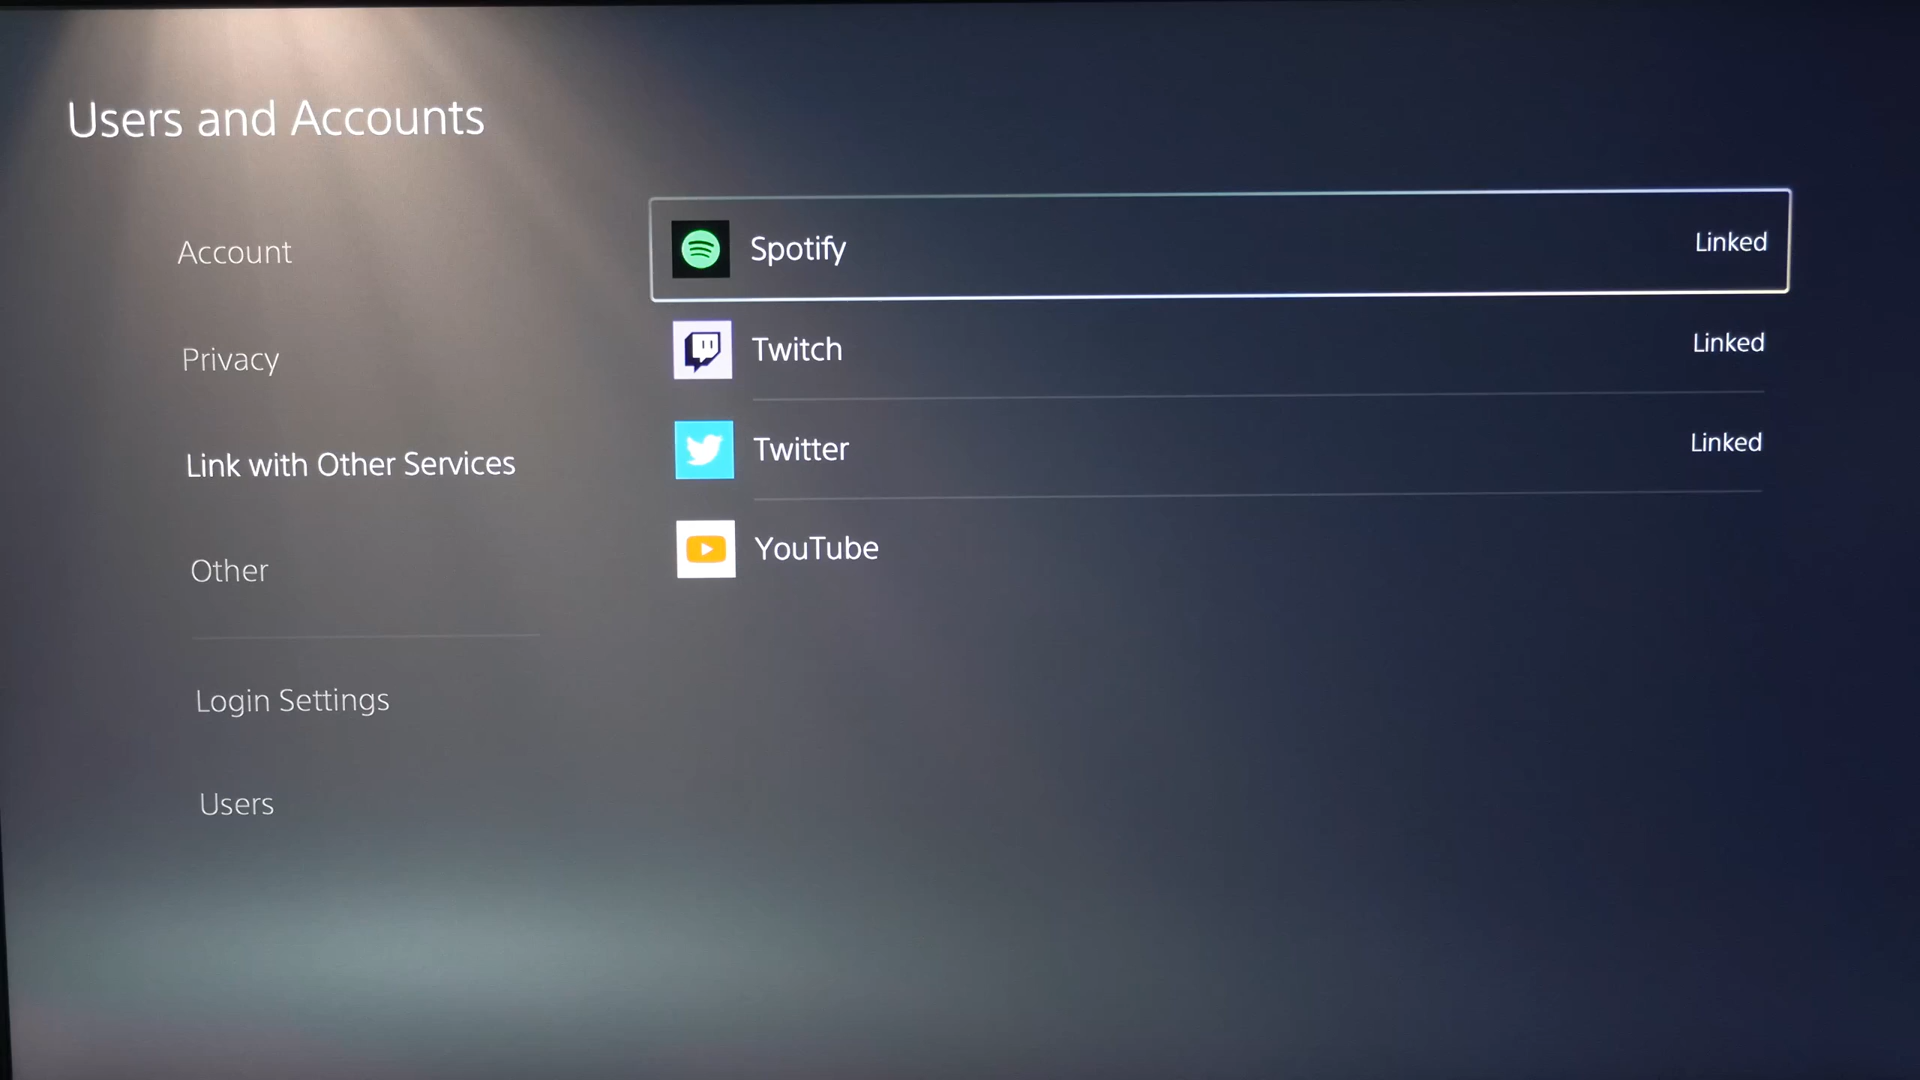 Users and Accounts
Account
Privacy
Link with Other Services
Other
Login Settings
Users
Spotify Linked
Twitch Linked
Twitter Linked
YouTube